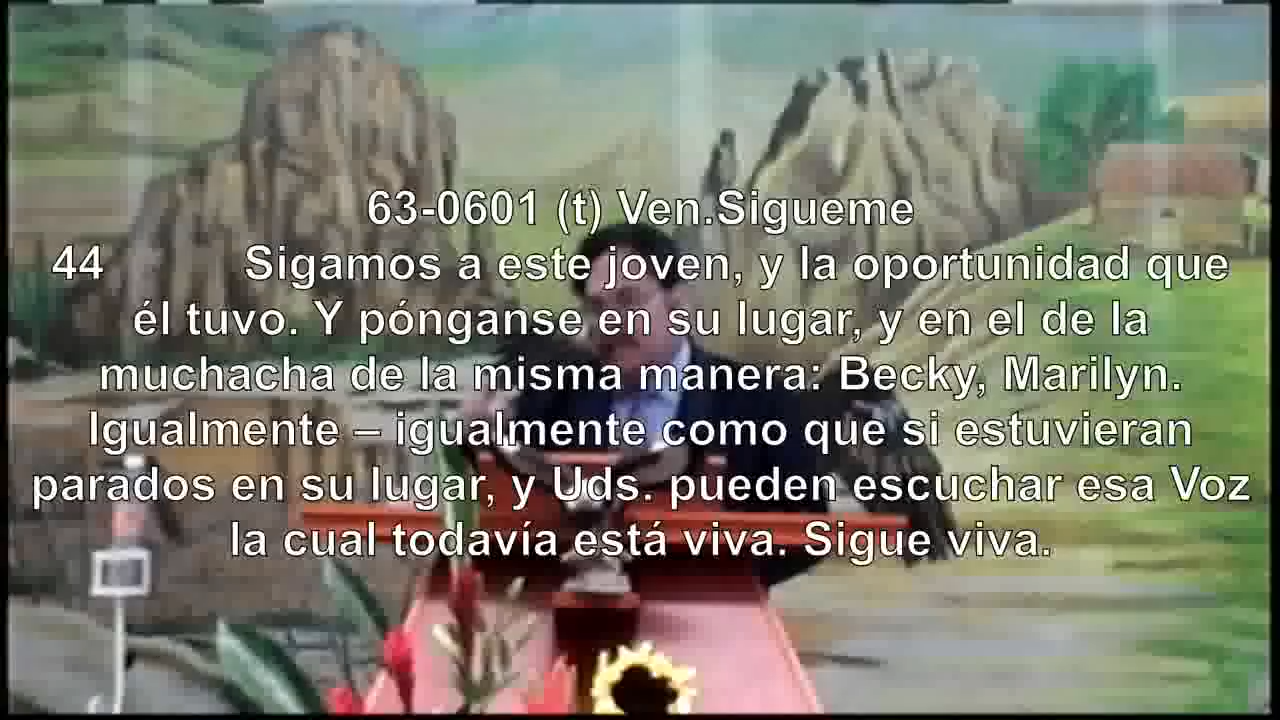 63-0601 (t) Ven.Sigueme
44 Sigamos a este joven, y la oportunidad que
él tuvo. Y pónganse en su lugar, y en el de la
muchacha de la misma manera: Becky, Marilyn.
Igualmente – igualmente como que si estuvieran
parados en su lugar, y Uds. pueden escuchar esa Voz
la cual todavía está viva. Sigue viva.